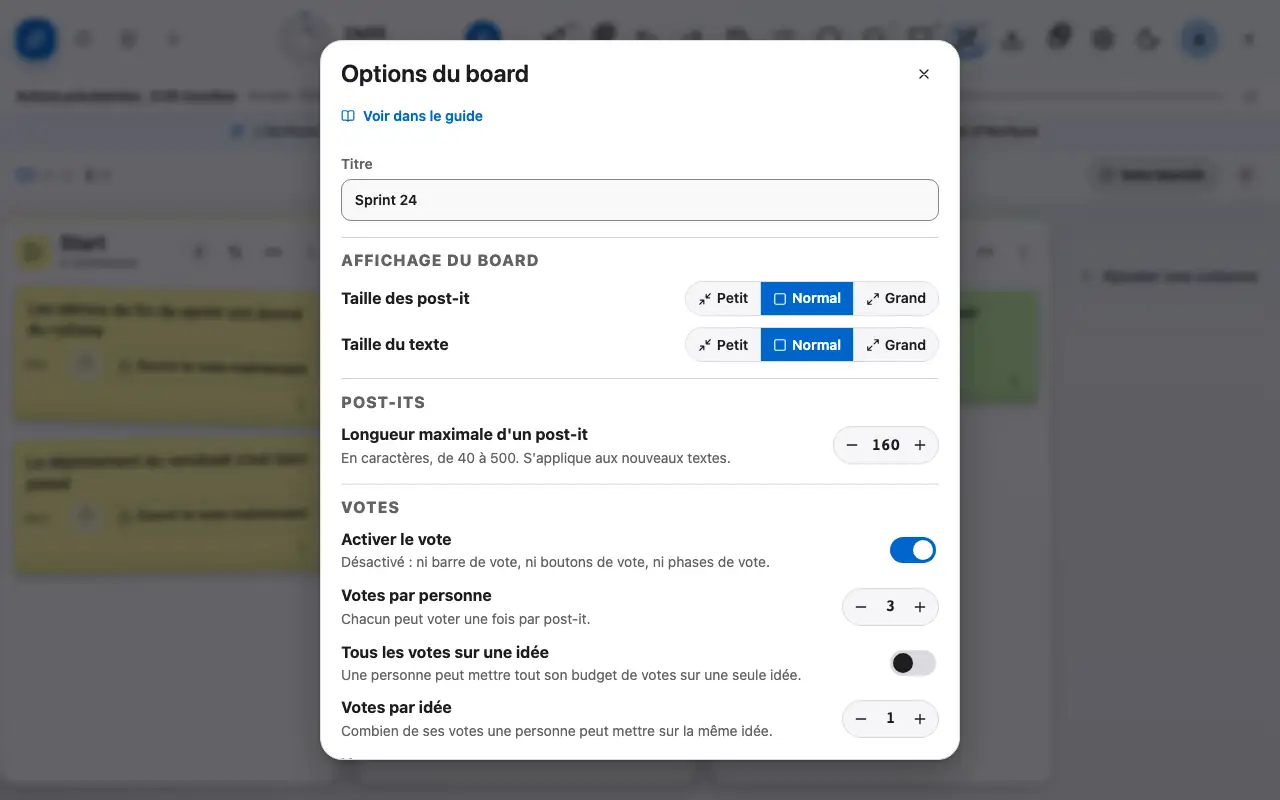 Options du board
Voir dans le guide
Titre
Sprint 24
AFFICHAGE DU BOARD
Taille des post-it
Petit Normal Grand
Taille du texte
Petit Normal Grand
POST-ITS
Longueur maximale d'un post-it
En caractères, de 40 à 500. S'applique aux nouveaux textes.
160
VOTES
Activer le vote
Désactivé : ni barre de vote, ni boutons de vote, ni phases de vote.
Votes par personne
Chacun peut voter une fois par post-it.
3
Tous les votes sur une idée
Une personne peut mettre tout son budget de votes sur une seule idée.
Votes par idée
Combien de ses votes une personne peut mettre sur la même idée.
1
Start